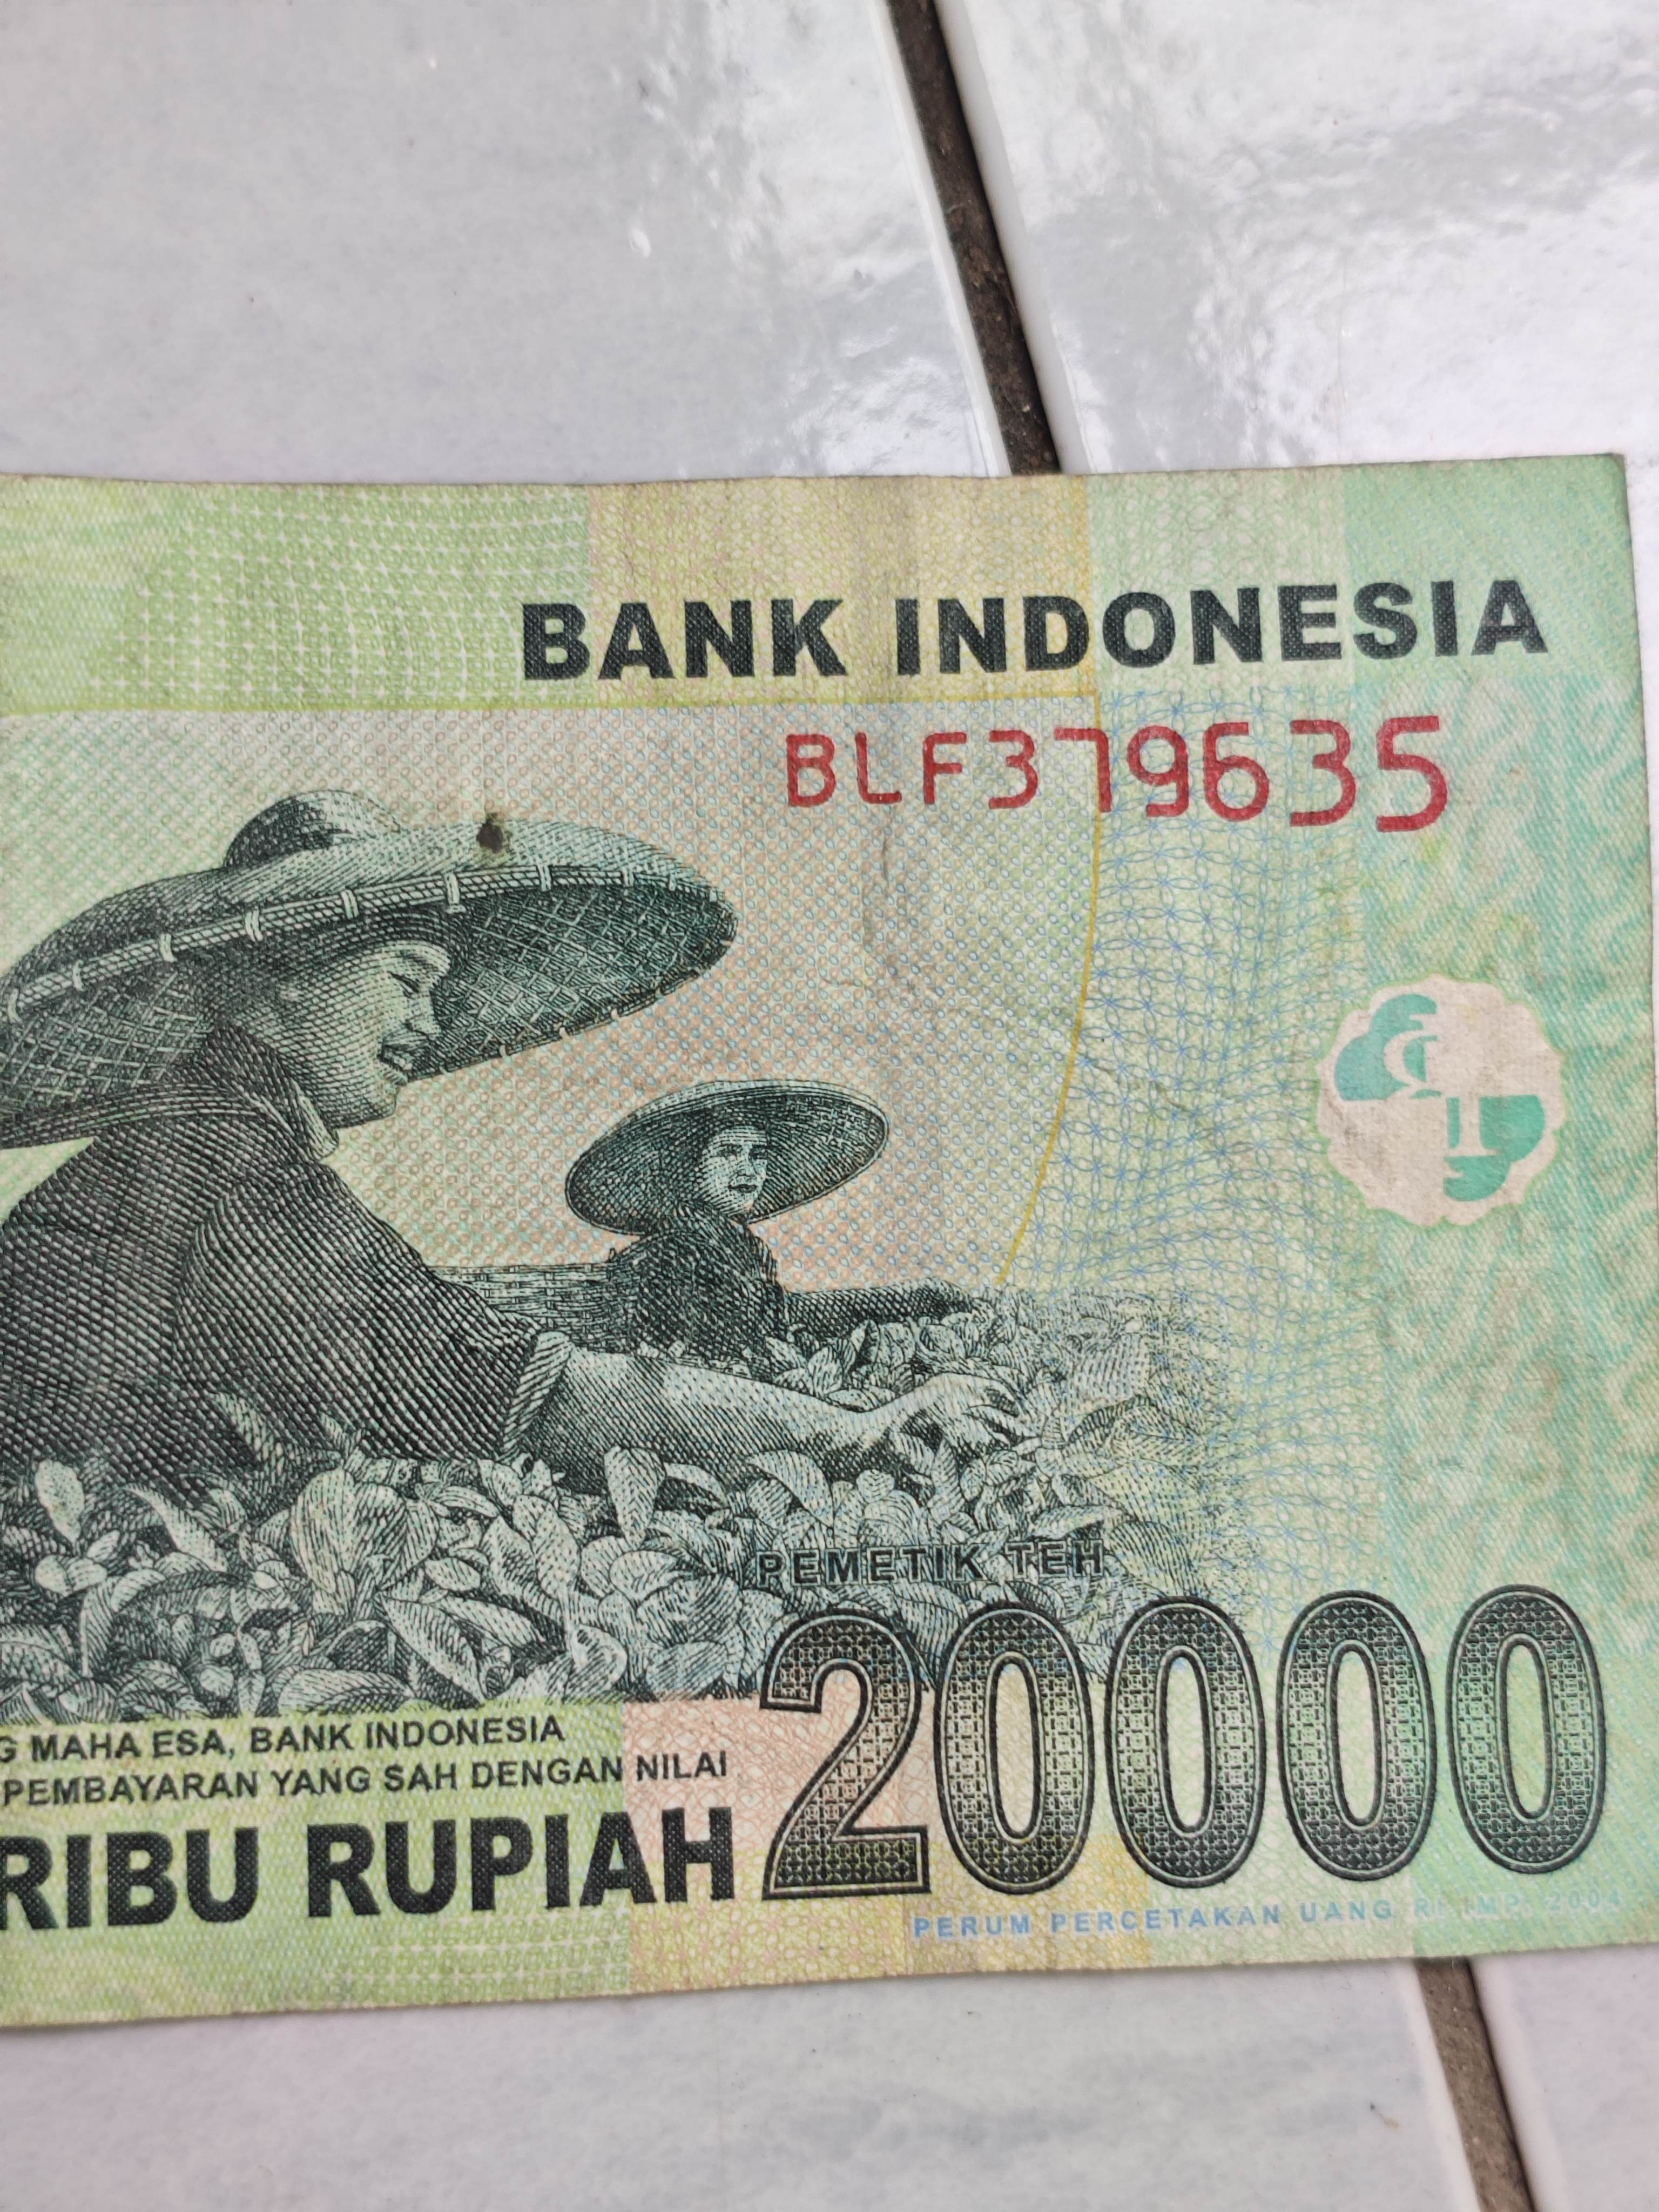 BANK INDONESIA
BLF379635
PEMETIK TEH
G MAHA ESA, BANK INDONESIA
PEMBAYARAN YANG SAH DENGAN NILAI
RIBU RUPIAH
20000
PERUM PERCETAKAN UANG RI IMP. 2004